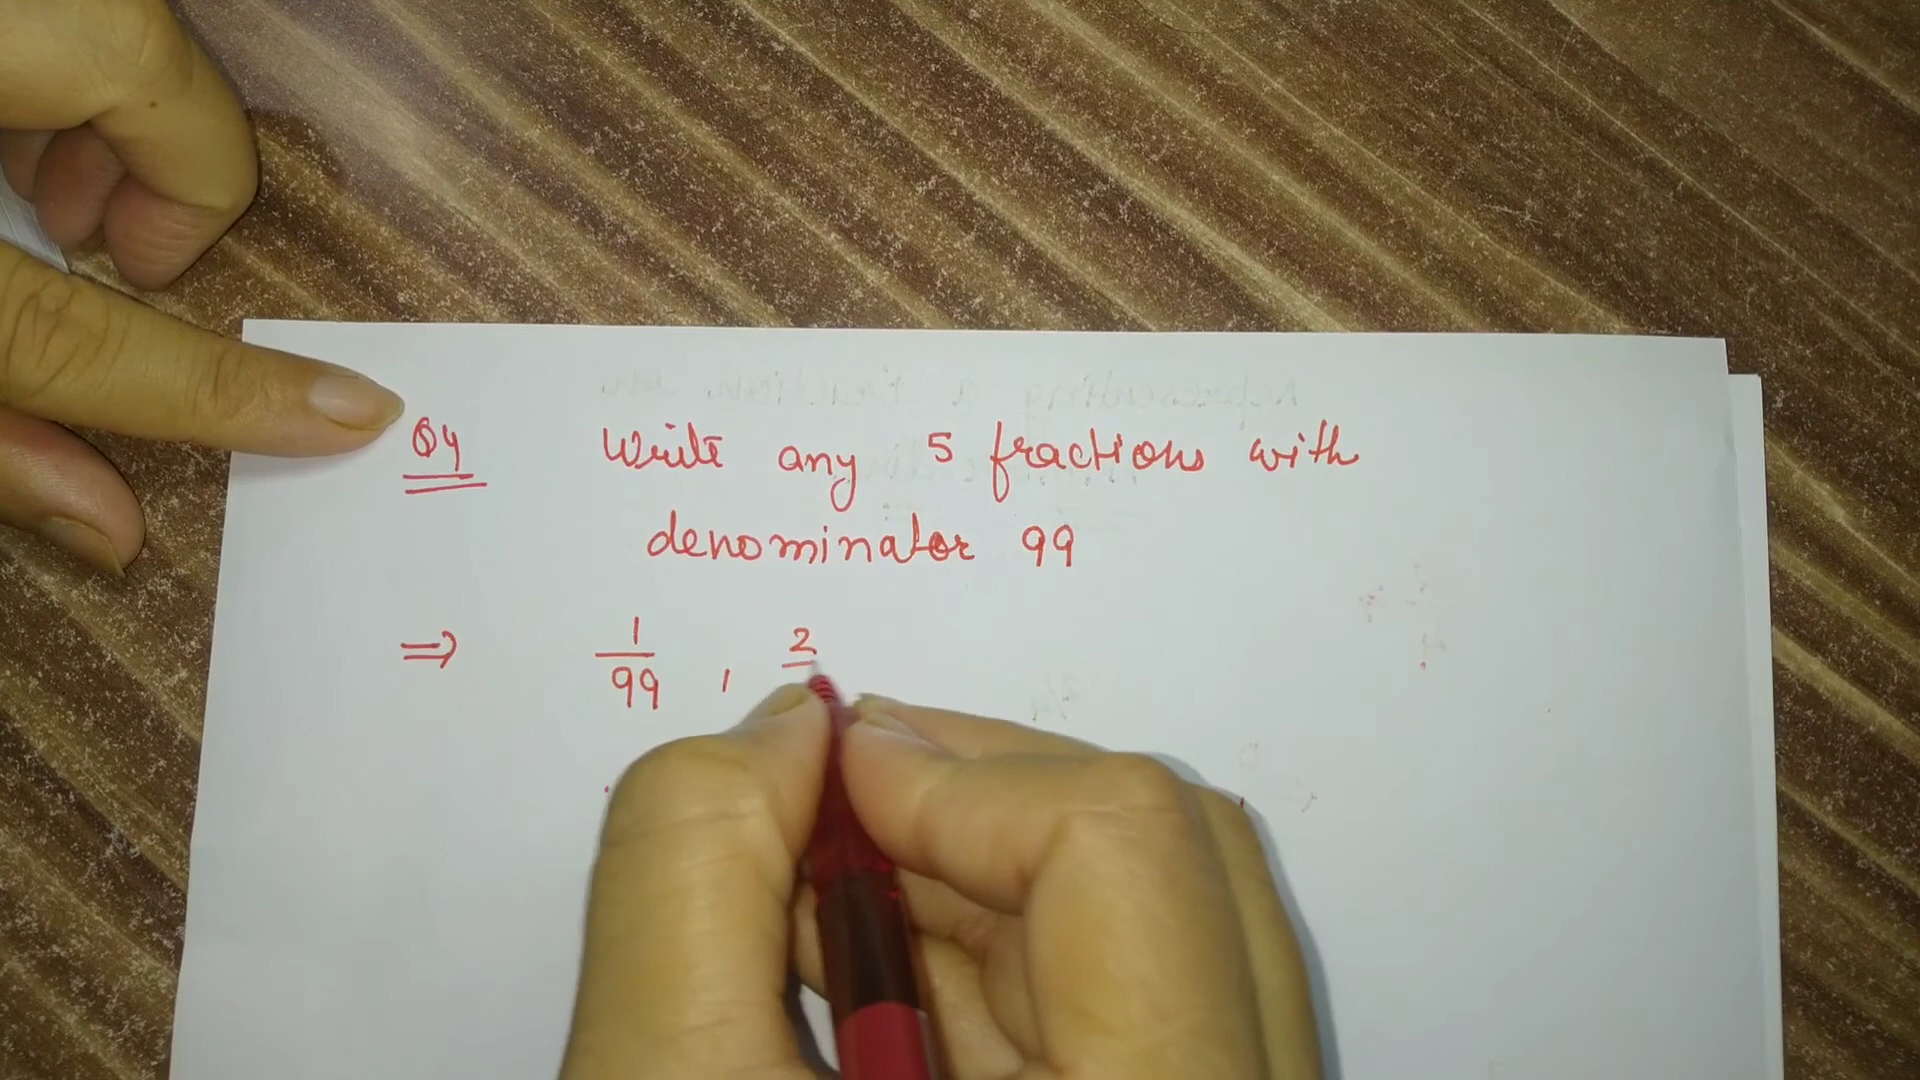 Q4 Write any 5 fractions with
denominator 99
⇒ 1/99 , 2